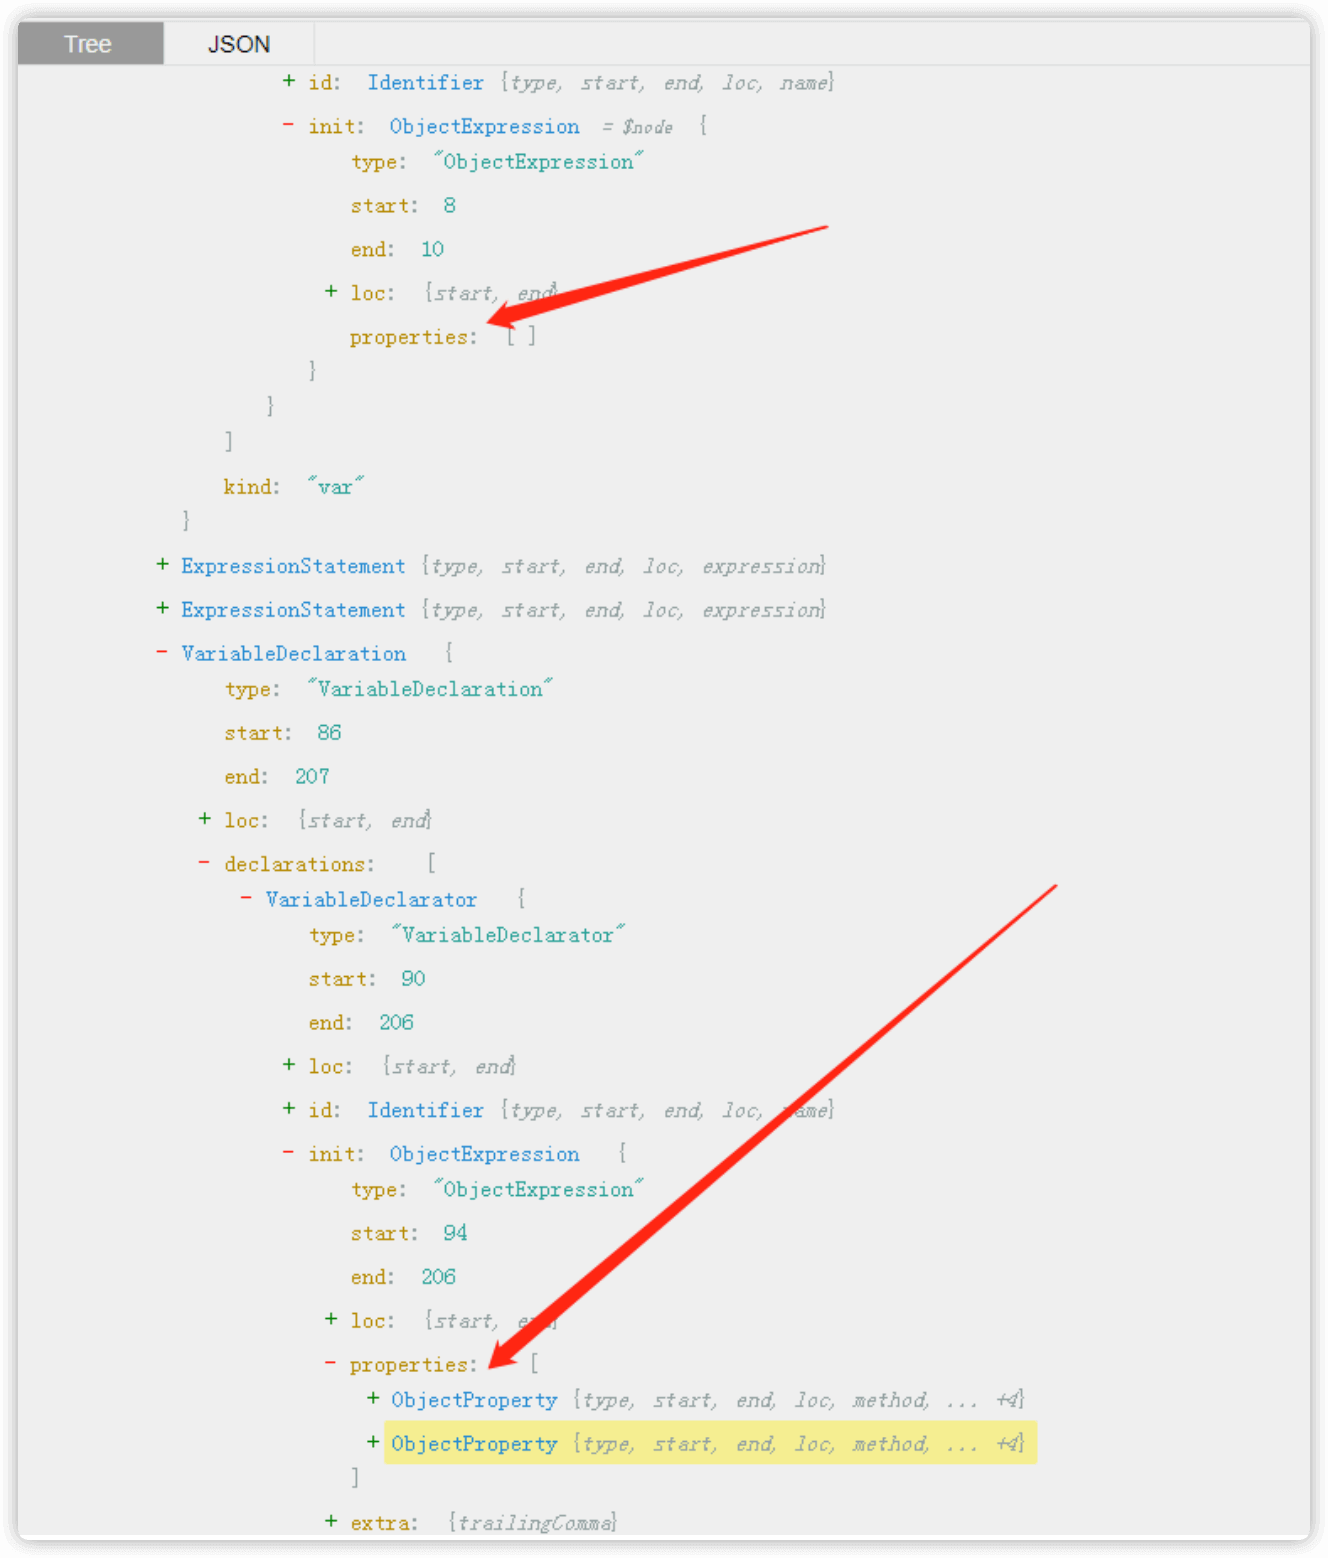 Tree JSON
+ id: Identifier {type, start, end, loc, name}
- init: ObjectExpression = $node {
type: "ObjectExpression"
start: 8
end: 10
+ loc: {start, end}
properties: [ ]
}
}
]
kind: "var"
}
+ ExpressionStatement {type, start, end, loc, expression}
+ ExpressionStatement {type, start, end, loc, expression}
- VariableDeclaration {
type: "VariableDeclaration"
start: 86
end: 207
+ loc: {start, end}
- declarations: [
- VariableDeclarator {
type: "VariableDeclarator"
start: 90
end: 206
+ loc: {start, end}
+ id: Identifier {type, start, end, loc, name}
- init: ObjectExpression {
type: "ObjectExpression"
start: 94
end: 206
+ loc: {start, end}
- properties: [
+ ObjectProperty {type, start, end, loc, method, ... +4}
+ ObjectProperty {type, start, end, loc, method, ... +4}
]
+ extra: {trailingComma}